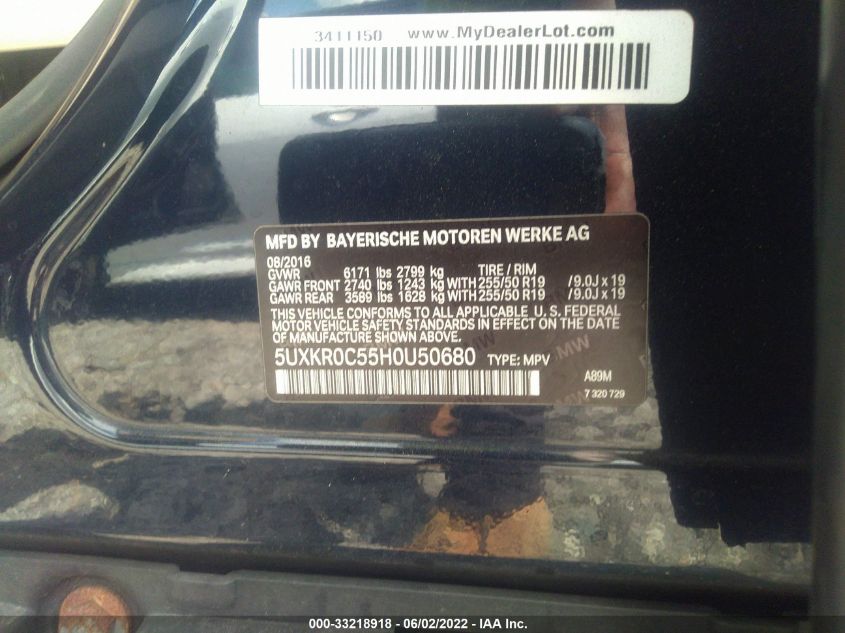 3411150 www.MyDealerLot.com
MFD BY BAYERISCHE MOTOREN WERKE AG
08/2016
GVWR 6171 lbs 2799 kg TIRE / RIM
GAWR FRONT 2740 lbs 1243 kg WITH 255/50 R19 /9.0J x 19
GAWR REAR 3589 lbs 1628 kg WITH 255/50 R19 /9.0J x 19
THIS VEHICLE CONFORMS TO ALL APPLICABLE U. S. FEDERAL
MOTOR VEHICLE SAFETY STANDARDS IN EFFECT ON THE DATE
OF MANUFACTURE SHOWN ABOVE.
5UXKR0C55H0U50680 TYPE: MPV
A89M
7 320 729
000-33218918 - 06/02/2022 - IAA Inc.